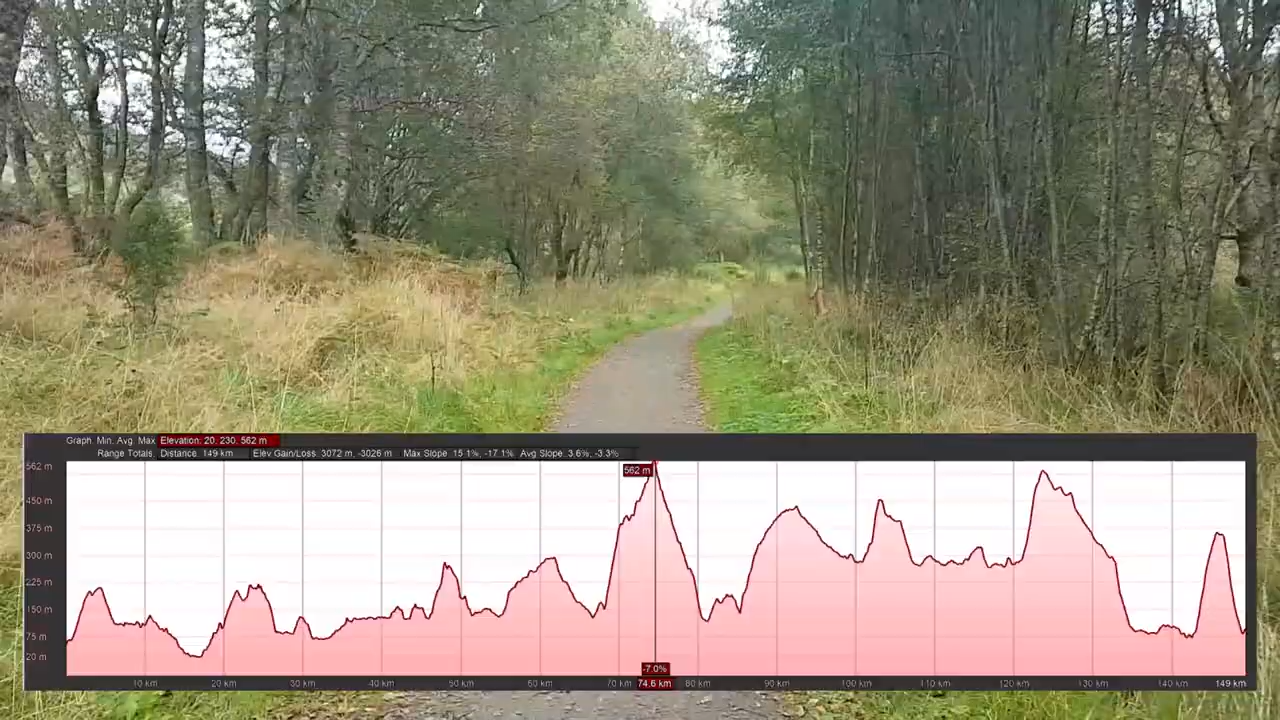 Graph: Min, Avg, Max Elevation: 20, 230, 562 m
Range Totals: Distance: 149 km Elev Gain/Loss: 3072 m, -3026 m Max Slope: 15.1%, -17.1% Avg Slope: 3.6%, -3.3%
562 m
562 m
450 m
375 m
300 m
225 m
150 m
75 m
20 m
-7.0%
10 km 20 km 30 km 40 km 50 km 60 km 70 km 74.6 km 80 km 90 km 100 km 110 km 120 km 130 km 140 km 149 km